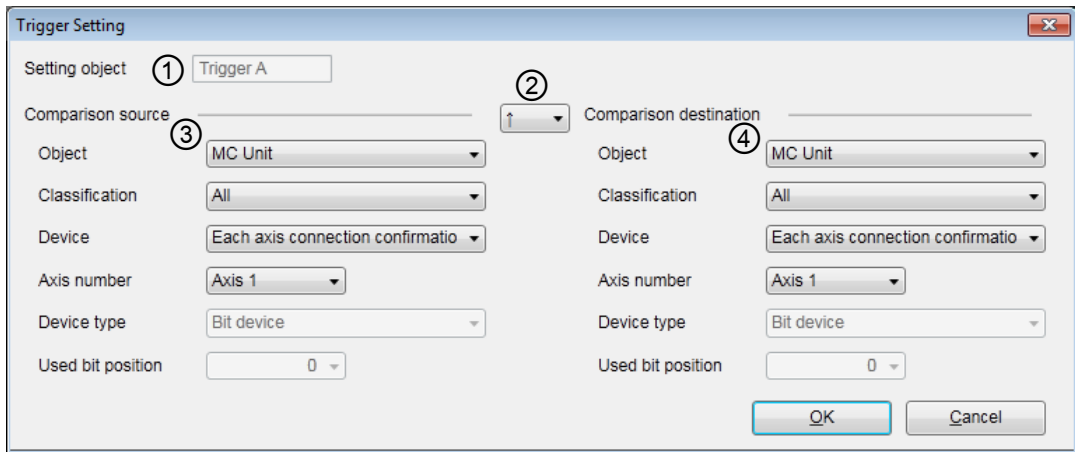 Trigger Setting
Setting object ① Trigger A
②
↑
Comparison source
Comparison destination
③
④
Object MC Unit
Object MC Unit
Classification All
Classification All
Device Each axis connection confirmatio
Device Each axis connection confirmatio
Axis number Axis 1
Axis number Axis 1
Device type Bit device
Device type Bit device
Used bit position 0
Used bit position 0
OK Cancel